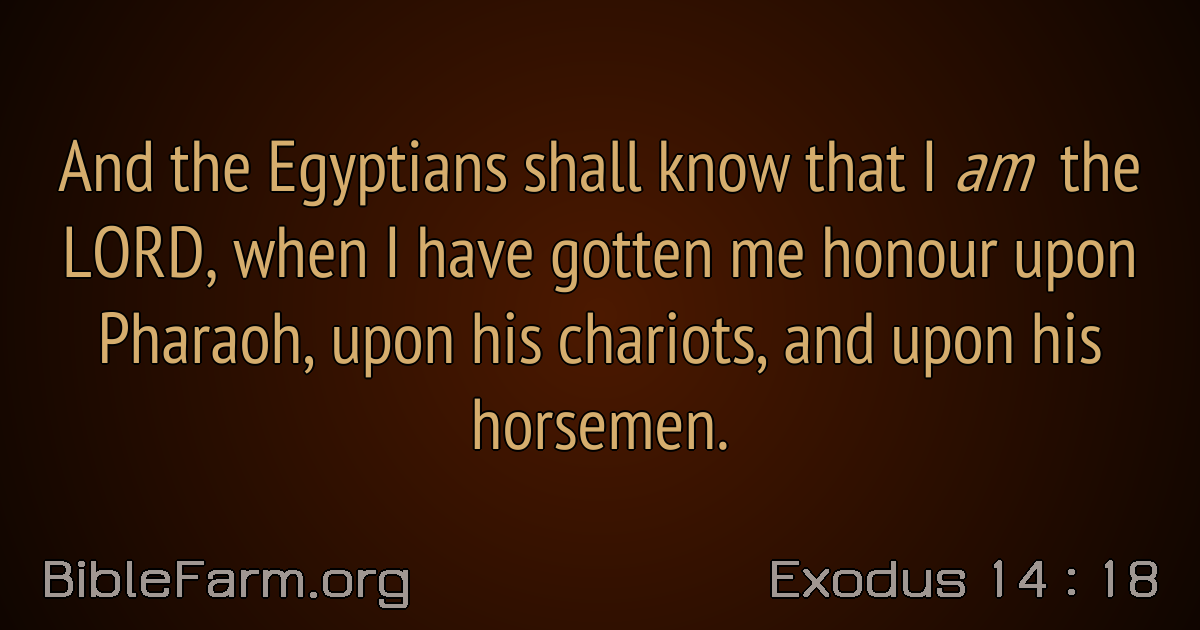 And the Egyptians shall know that I am the
LORD, when I have gotten me honour upon
Pharaoh, upon his chariots, and upon his
horsemen.
BibleFarm.org
Exodus 14 : 18